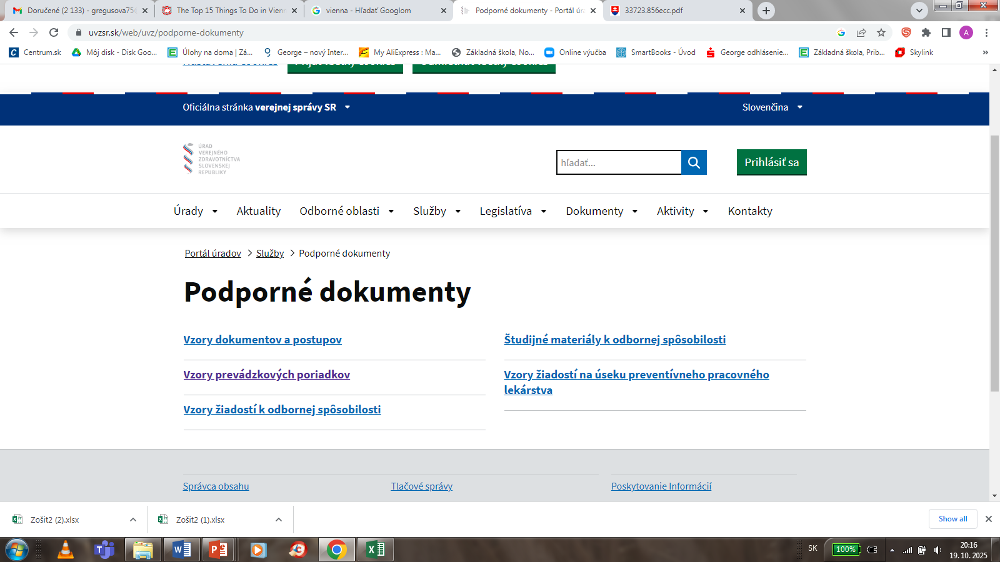 Doručené (2 133) - gregusova75
The Top 15 Things To Do in Vienn
vienna - Hľadať Googlom
Podporné dokumenty - Portál úra
33723.856ecc.pdf
uvzsr.sk/web/uvz/podporne-dokumenty
A
Centrum.sk
Môj disk - Disk Goo...
Úlohy na doma | Zá...
George – nový Inter...
My AliExpress : Ma...
Základná škola, No...
Online výučba
SmartBooks - Úvod
George odhlásenie...
Základná škola, Prib...
Skylink
»
Oficiálna stránka verejnej správy SR
Slovenčina
ÚRAD
VEREJNÉHO
ZDRAVOTNÍCTVA
SLOVENSKEJ
REPUBLIKY
hľadať...
Prihlásiť sa
Úrady
Aktuality
Odborné oblasti
Služby
Legislatíva
Dokumenty
Aktivity
Kontakty
Portál úradov > Služby > Podporné dokumenty
Podporné dokumenty
Vzory dokumentov a postupov
Vzory prevádzkových poriadkov
Vzory žiadostí k odbornej spôsobilosti
Študijné materiály k odbornej spôsobilosti
Vzory žiadostí na úseku preventívneho pracovného
lekárstva
Správca obsahu
Tlačové správy
Poskytovanie Informácií
Zošit2 (2).xlsx
Zošit2 (1).xlsx
Show all
SK
100%
20:16
19. 10. 2025